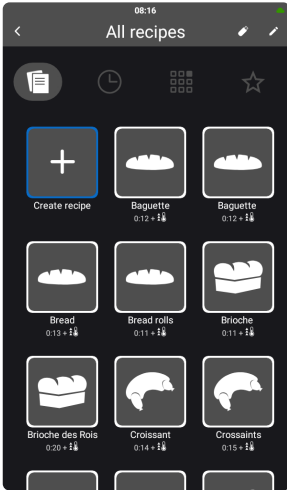 08:16
All recipes
Create recipe
Baguette
0:12 +
Baguette
0:12 +
Bread
0:13 +
Bread rolls
0:11 +
Brioche
0:11 +
Brioche des Rois
0:20 +
Croissant
0:14 +
Crossaints
0:15 +